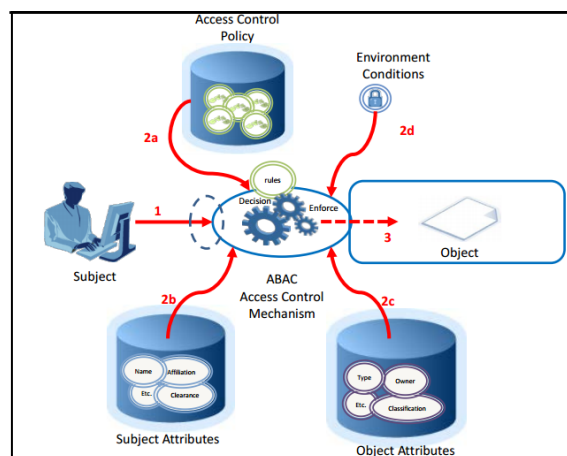 Access Control
Policy
Environment
Conditions
2a
2d
rules
Decision
Enforce
1
3
Subject
Object
ABAC
Access Control
Mechanism
2b
2c
Name
Affiliation
Etc.
Clearance
Subject Attributes
Type
Owner
Etc.
Classification
Object Attributes